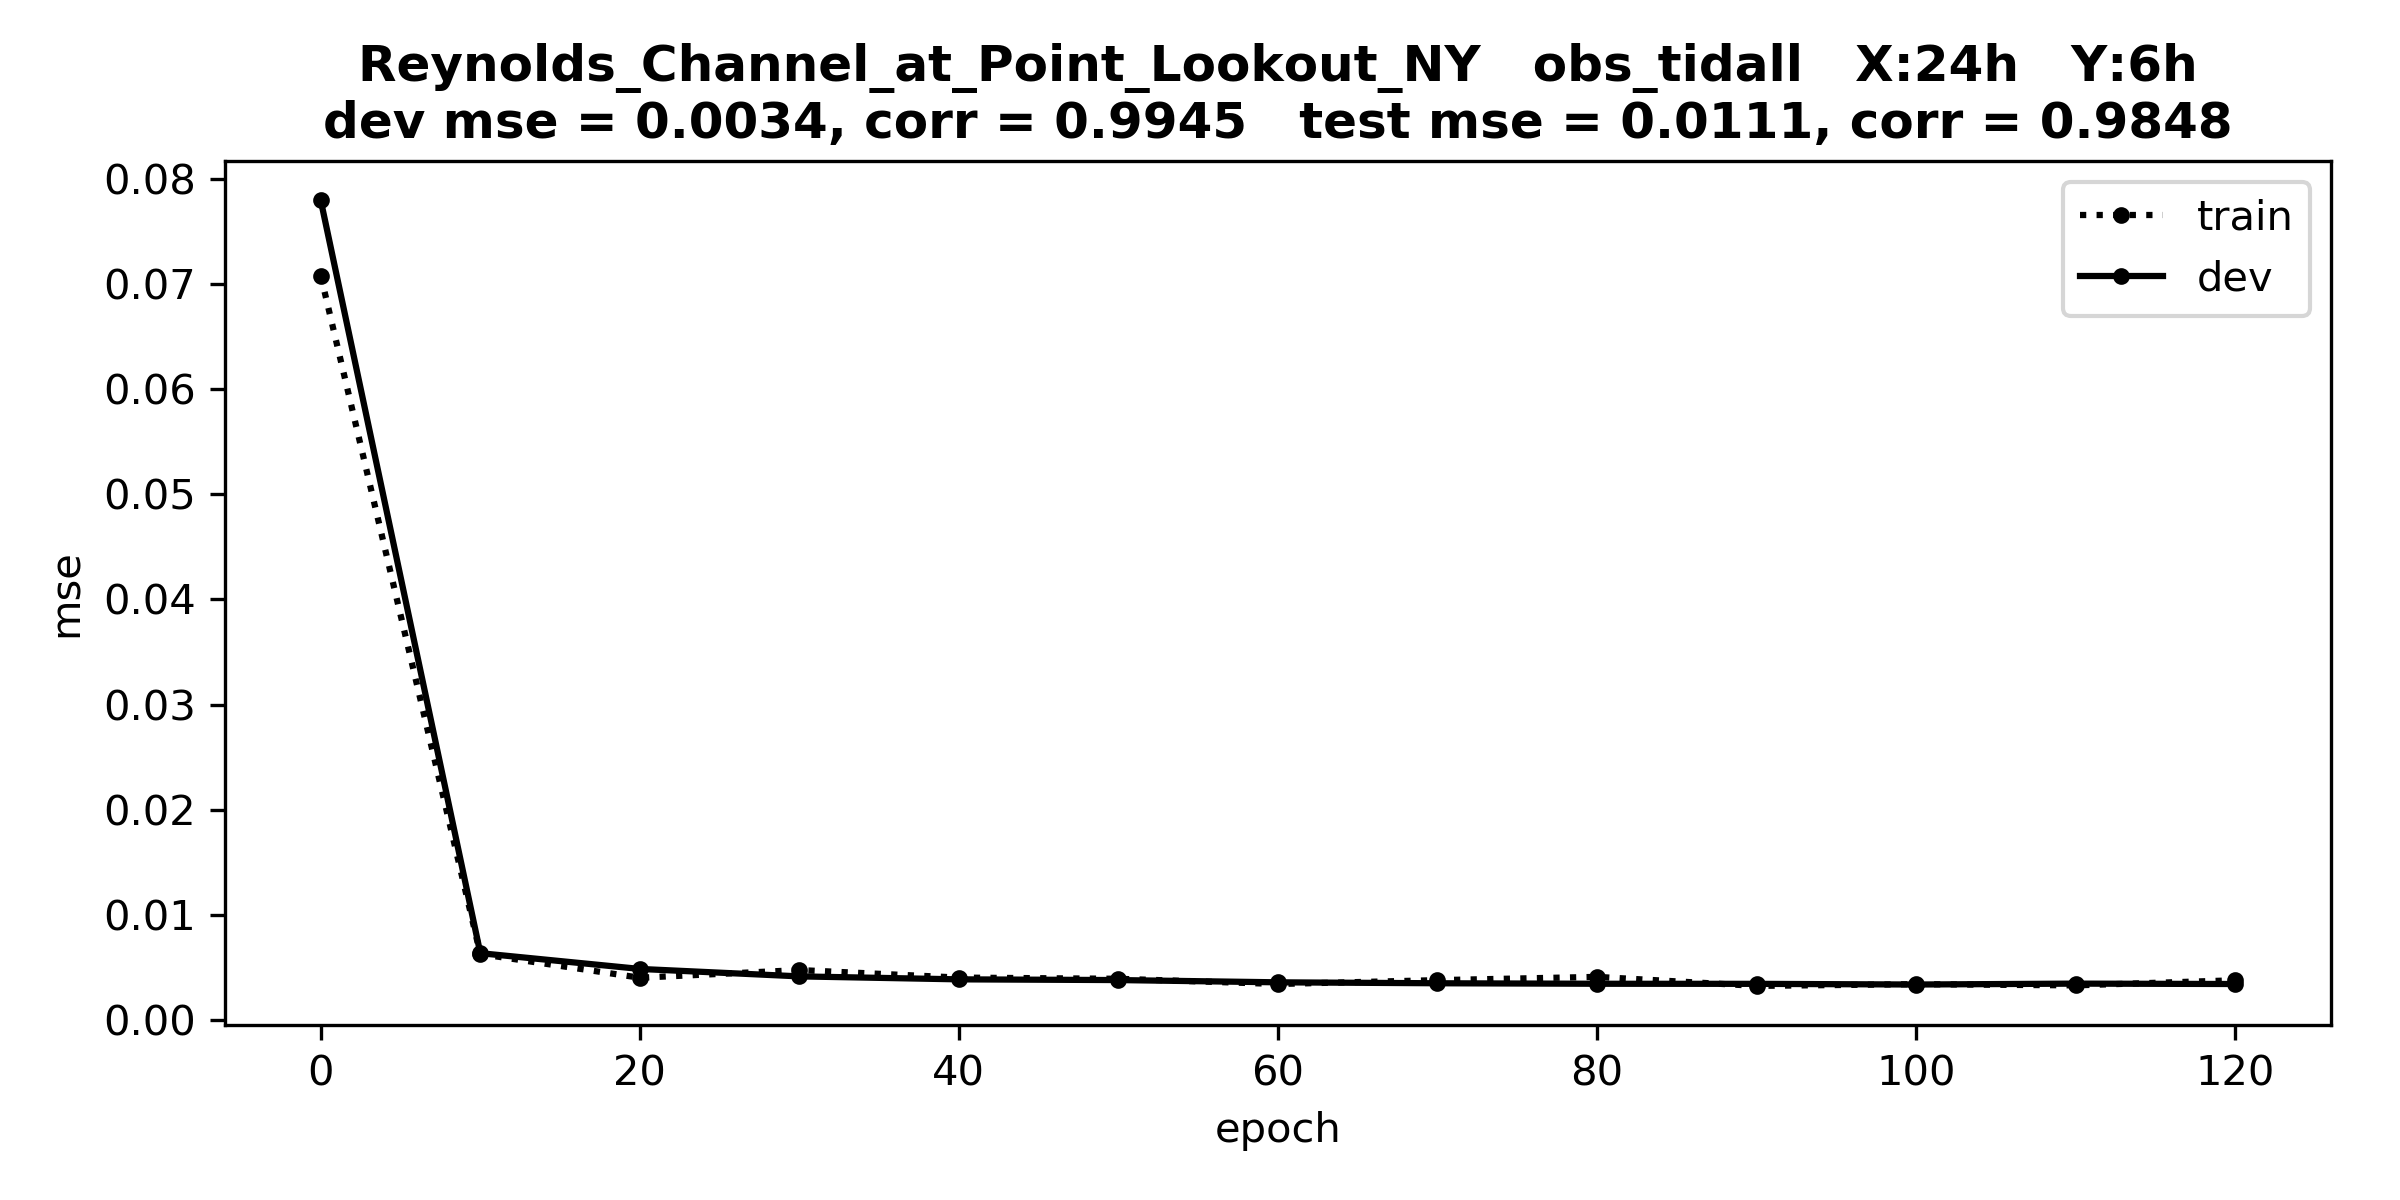 Reynolds_Channel_at_Point_Lookout_NY   obs_tidall   X:24h   Y:6h
dev mse = 0.0034, corr = 0.9945   test mse = 0.0111, corr = 0.9848
train
dev
0.08
0.07
0.06
0.05
0.04
0.03
0.02
0.01
0.00
mse
0 20 40 60 80 100 120
epoch